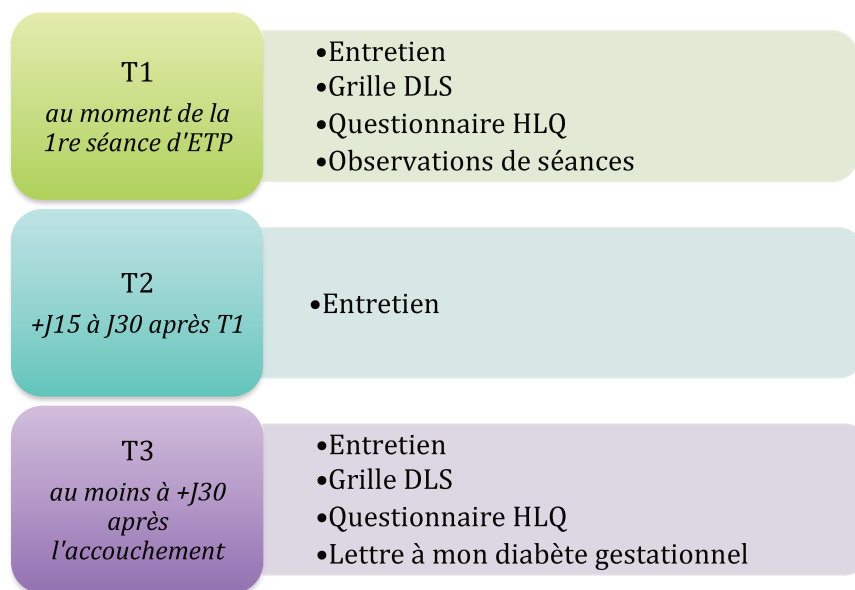 T1
au moment de la
1re séance d'ETP
•Entretien
•Grille DLS
•Questionnaire HLQ
•Observations de séances
T2
+J15 à J30 après T1
•Entretien
T3
au moins à +J30
après
l'accouchement
•Entretien
•Grille DLS
•Questionnaire HLQ
•Lettre à mon diabète gestationnel